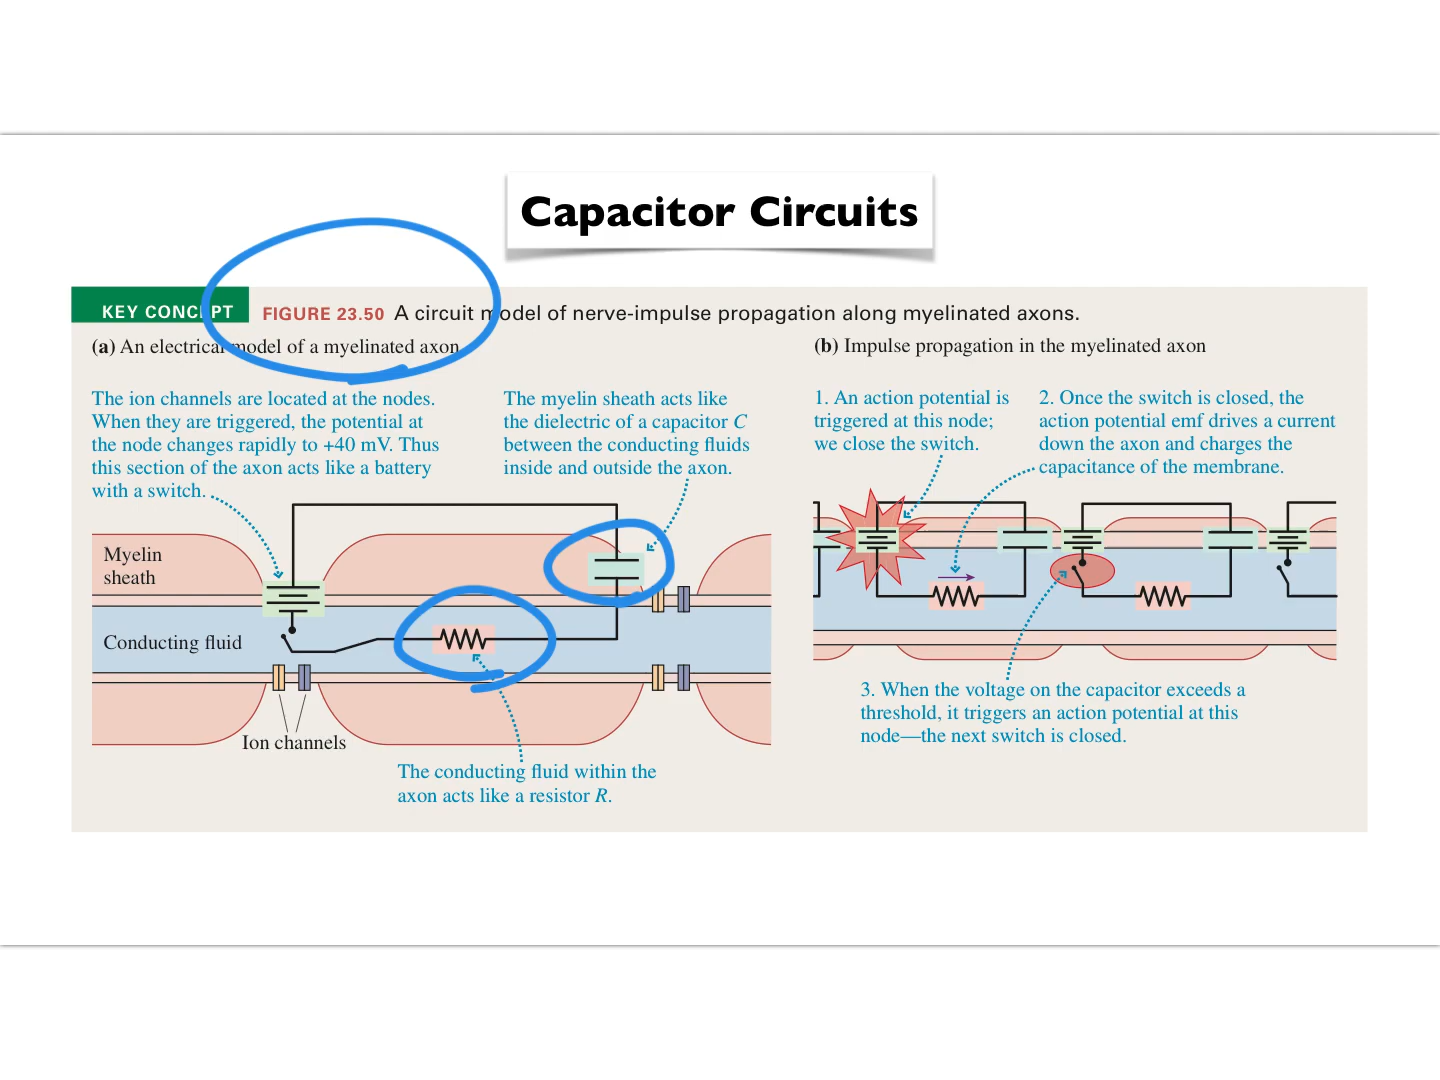 Capacitor Circuits
KEY CONCEPT FIGURE 23.50 A circuit model of nerve-impulse propagation along myelinated axons.
(a) An electrical model of a myelinated axon
The ion channels are located at the nodes.
When they are triggered, the potential at
the node changes rapidly to +40 mV. Thus
this section of the axon acts like a battery
with a switch.
The myelin sheath acts like
the dielectric of a capacitor C
between the conducting fluids
inside and outside the axon.
Myelin
sheath
Conducting fluid
Ion channels
The conducting fluid within the
axon acts like a resistor R.
(b) Impulse propagation in the myelinated axon
1. An action potential is
triggered at this node;
we close the switch.
2. Once the switch is closed, the
action potential emf drives a current
down the axon and charges the
capacitance of the membrane.
3. When the voltage on the capacitor exceeds a
threshold, it triggers an action potential at this
node—the next switch is closed.